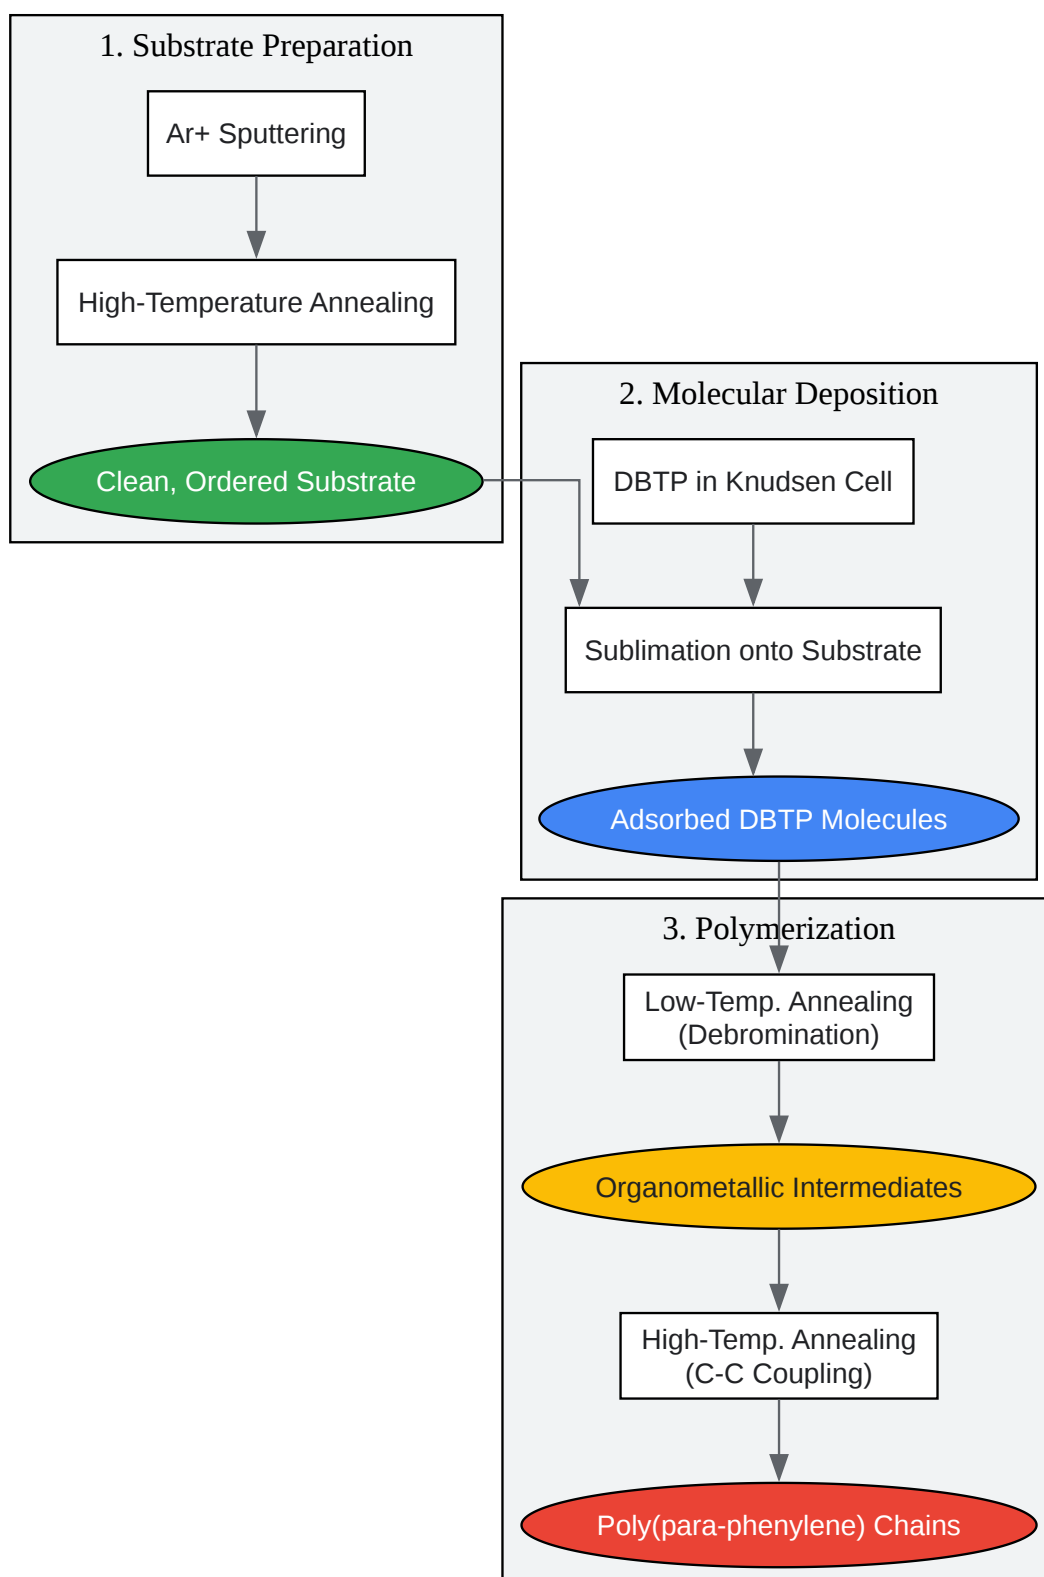 1. Substrate Preparation
Ar+ Sputtering
High-Temperature Annealing
Clean, Ordered Substrate
2. Molecular Deposition
DBTP in Knudsen Cell
Sublimation onto Substrate
Adsorbed DBTP Molecules
3. Polymerization
Low-Temp. Annealing
(Debromination)
Organometallic Intermediates
High-Temp. Annealing
(C-C Coupling)
Poly(para-phenylene) Chains